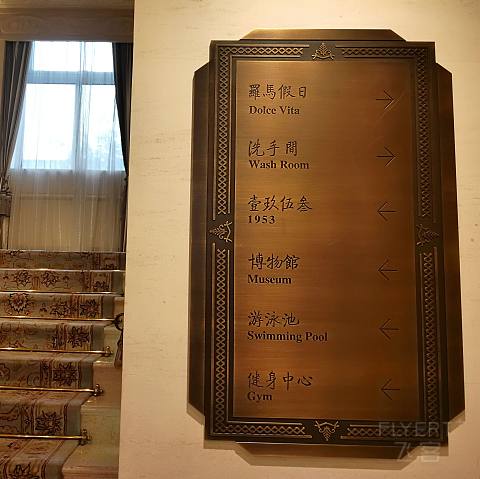 羅馬假日
Dolce Vita
洗手間
Wash Room
壹玖伍叁
1953
博物館
Museum
游泳池
Swimming Pool
健身中心
Gym
FLYERT
飞客